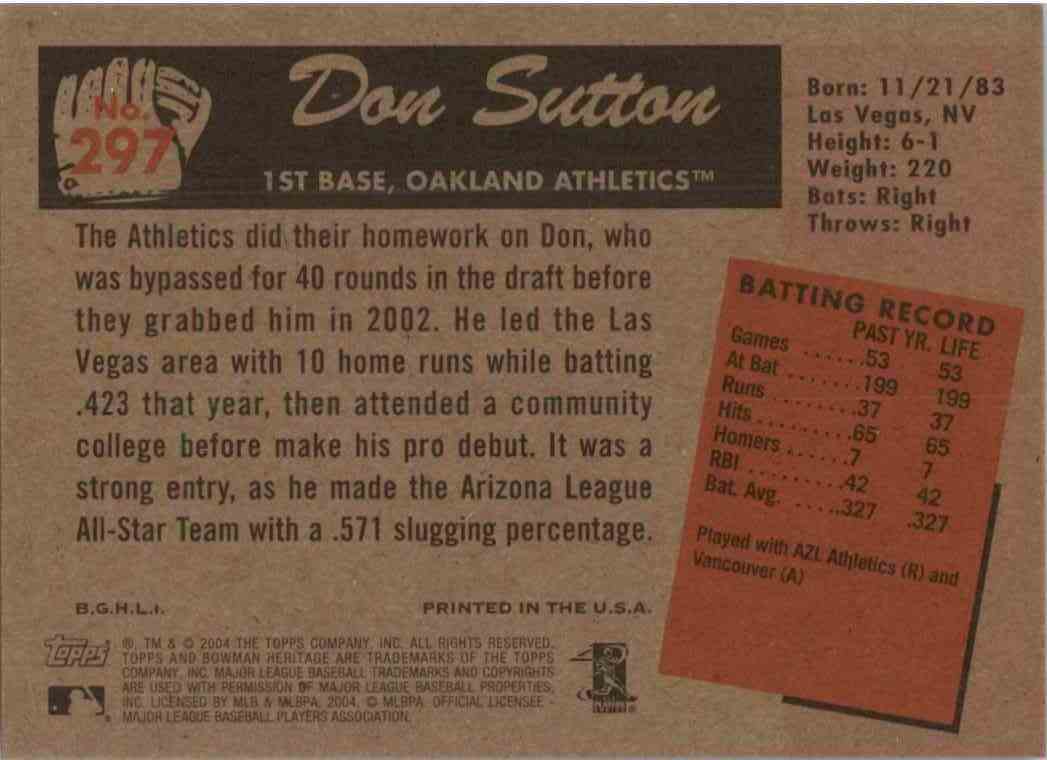 No.
297
Don Sutton
1ST BASE, OAKLAND ATHLETICS™
Born: 11/21/83
Las Vegas, NV
Height: 6-1
Weight: 220
Bats: Right
Throws: Right
The Athletics did their homework on Don, who
was bypassed for 40 rounds in the draft before
they grabbed him in 2002. He led the Las
Vegas area with 10 home runs while batting
.423 that year, then attended a community
college before make his pro debut. It was a
strong entry, as he made the Arizona League
All-Star Team with a .571 slugging percentage.
BATTING RECORD
PAST YR. LIFE
Games ......53 53
At Bat .......199 199
Runs ........37 37
Hits .........65 65
Homers ......7 7
RBI .........42 42
Bat. Avg. .....327 .327
Played with AZL Athletics (R) and
Vancouver (A)
B.G.H.L.I. PRINTED IN THE U.S.A.
Topps
®, TM & © 2004 THE TOPPS COMPANY, INC. ALL RIGHTS RESERVED.
TOPPS AND BOWMAN HERITAGE ARE TRADEMARKS OF THE TOPPS
COMPANY, INC. MAJOR LEAGUE BASEBALL TRADEMARKS AND COPYRIGHTS
ARE USED WITH PERMISSION OF MAJOR LEAGUE BASEBALL PROPERTIES,
INC. LICENSED BY MLB & MLBPA, 2004. © MLBPA. OFFICIAL LICENSEE -
MAJOR LEAGUE BASEBALL PLAYERS ASSOCIATION.